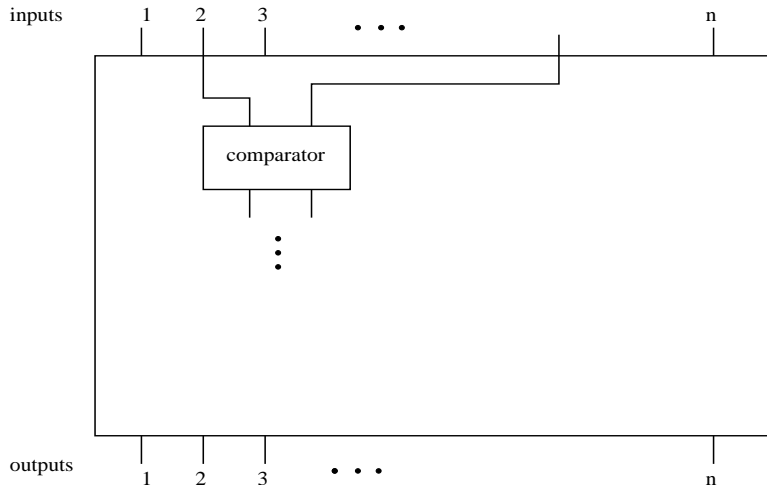 inputs 1 2 3 • • • n
comparator
outputs 1 2 3 • • • n